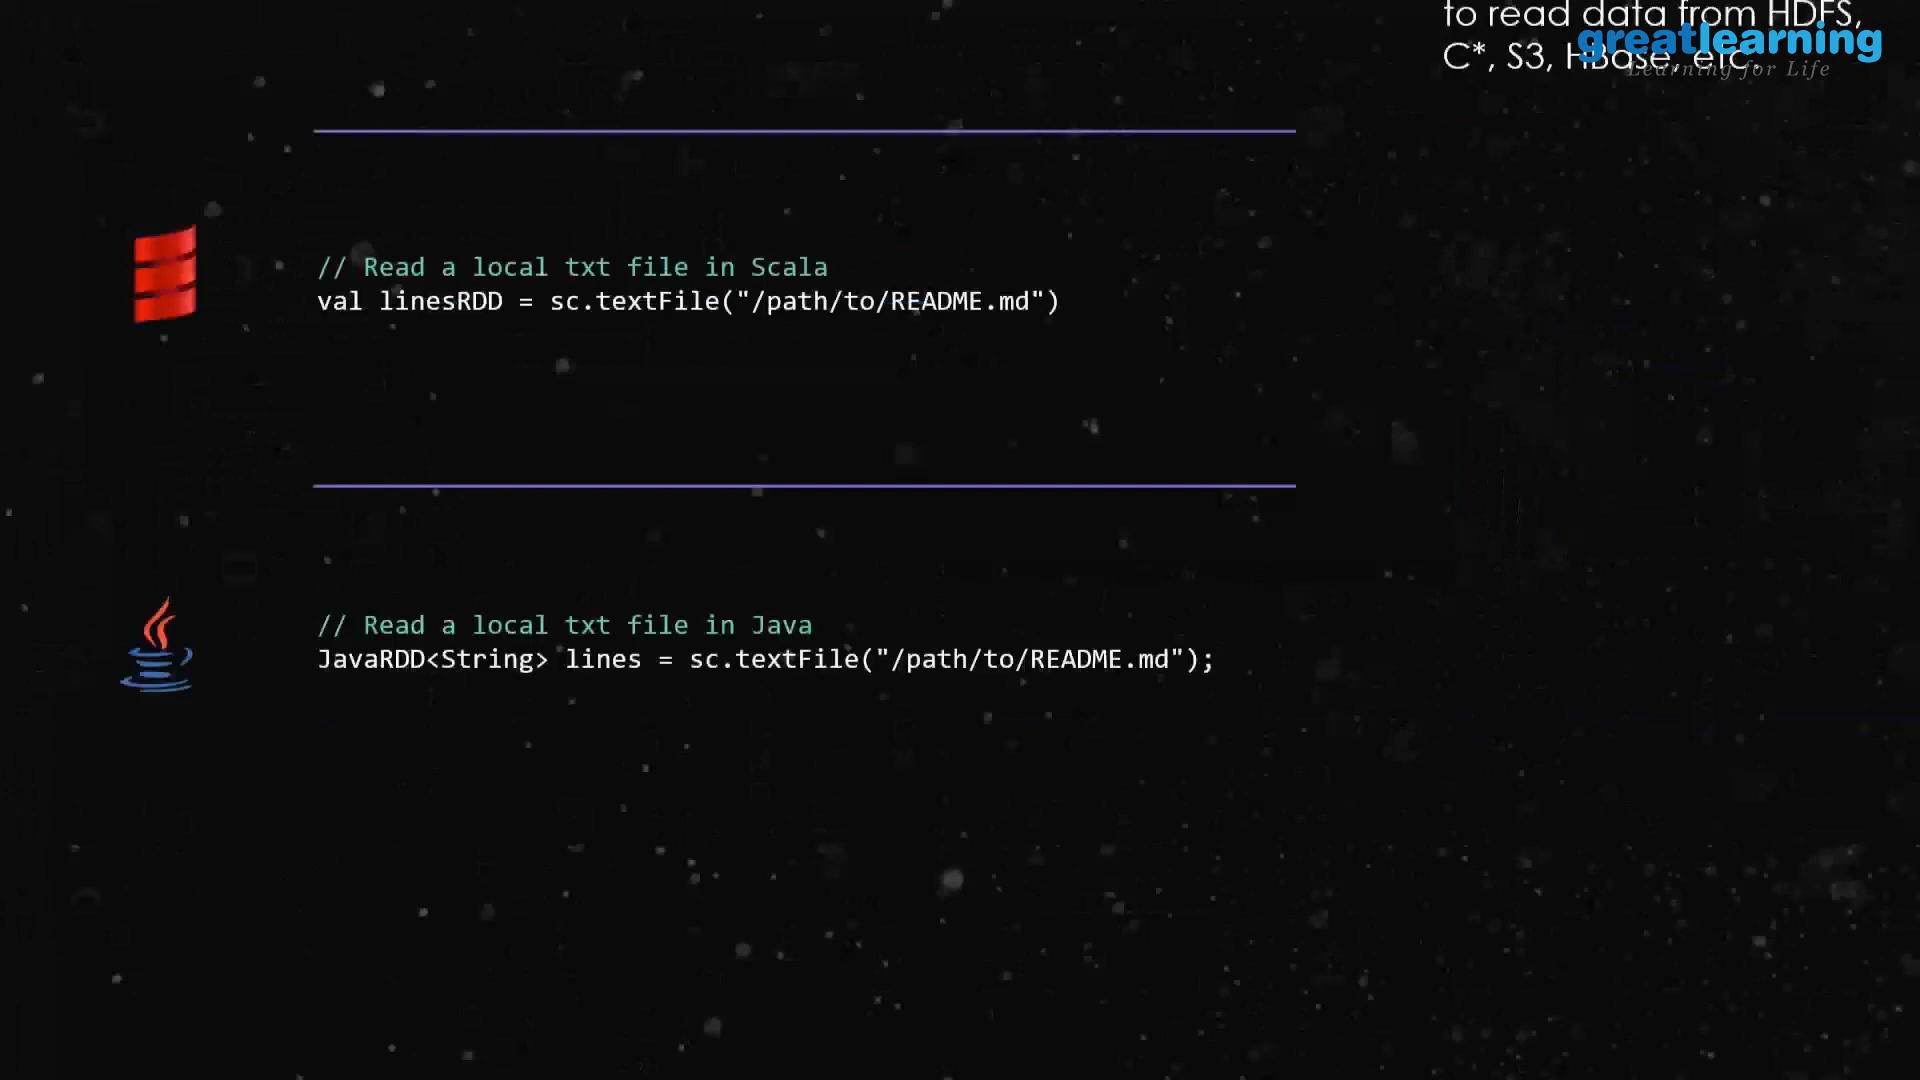 to read data from HDFS,
C*, S3, HBase, etc.
greatlearning
Learning for Life
// Read a local txt file in Scala
val linesRDD = sc.textFile("/path/to/README.md")
// Read a local txt file in Java
JavaRDD<String> lines = sc.textFile("/path/to/README.md");